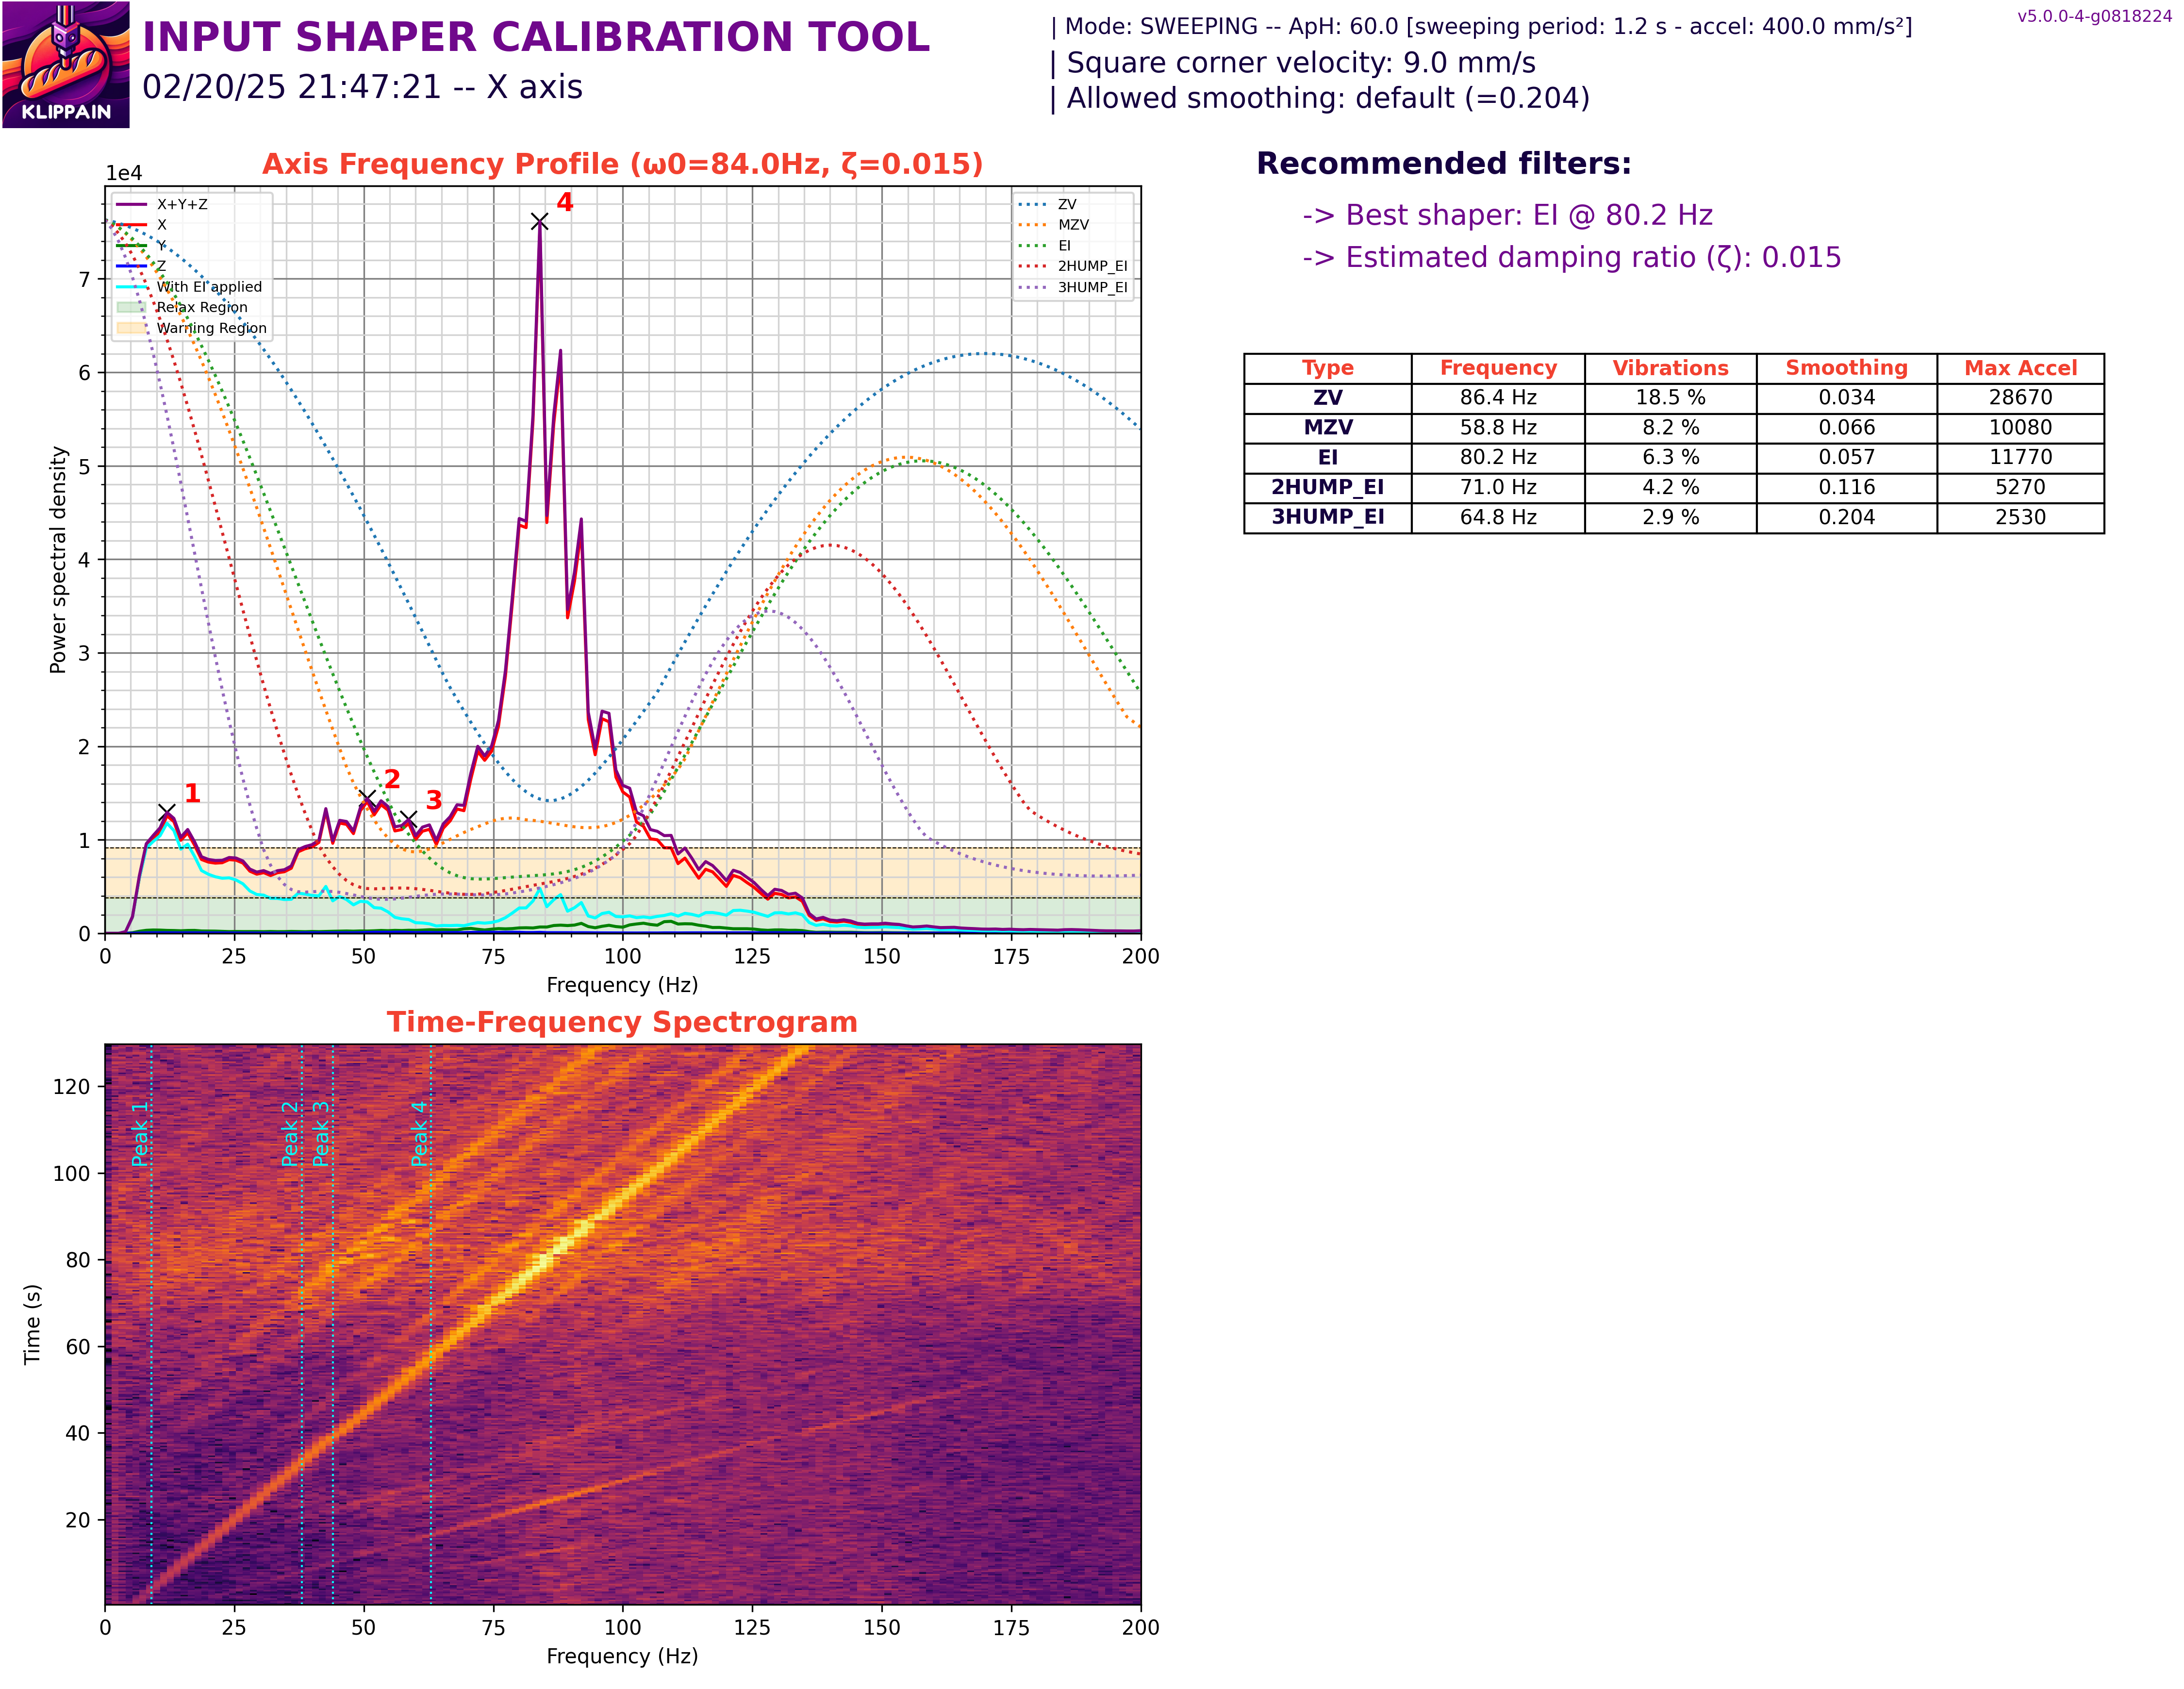 KLIPPAIN
INPUT SHAPER CALIBRATION TOOL
02/20/25 21:47:21 -- X axis
| Mode: SWEEPING -- ApH: 60.0 [sweeping period: 1.2 s - accel: 400.0 mm/s²]
| Square corner velocity: 9.0 mm/s
| Allowed smoothing: default (=0.204)
v5.0.0-4-g0818224
Axis Frequency Profile (ω0=84.0Hz, ζ=0.015)
1e4
X+Y+Z
X
Y
Z
With EI applied
Relax Region
Warning Region
ZV
MZV
EI
2HUMP_EI
3HUMP_EI
1
2
3
4
Power spectral density
7
6
5
4
3
2
1
0
0 25 50 75 100 125 150 175 200
Frequency (Hz)
Recommended filters:
-> Best shaper: EI @ 80.2 Hz
-> Estimated damping ratio (ζ): 0.015
Type Frequency Vibrations Smoothing Max Accel
ZV 86.4 Hz 18.5 % 0.034 28670
MZV 58.8 Hz 8.2 % 0.066 10080
EI 80.2 Hz 6.3 % 0.057 11770
2HUMP_EI 71.0 Hz 4.2 % 0.116 5270
3HUMP_EI 64.8 Hz 2.9 % 0.204 2530
Time-Frequency Spectrogram
Peak 1
Peak 2
Peak 3
Peak 4
Time (s)
120
100
80
60
40
20
0 25 50 75 100 125 150 175 200
Frequency (Hz)